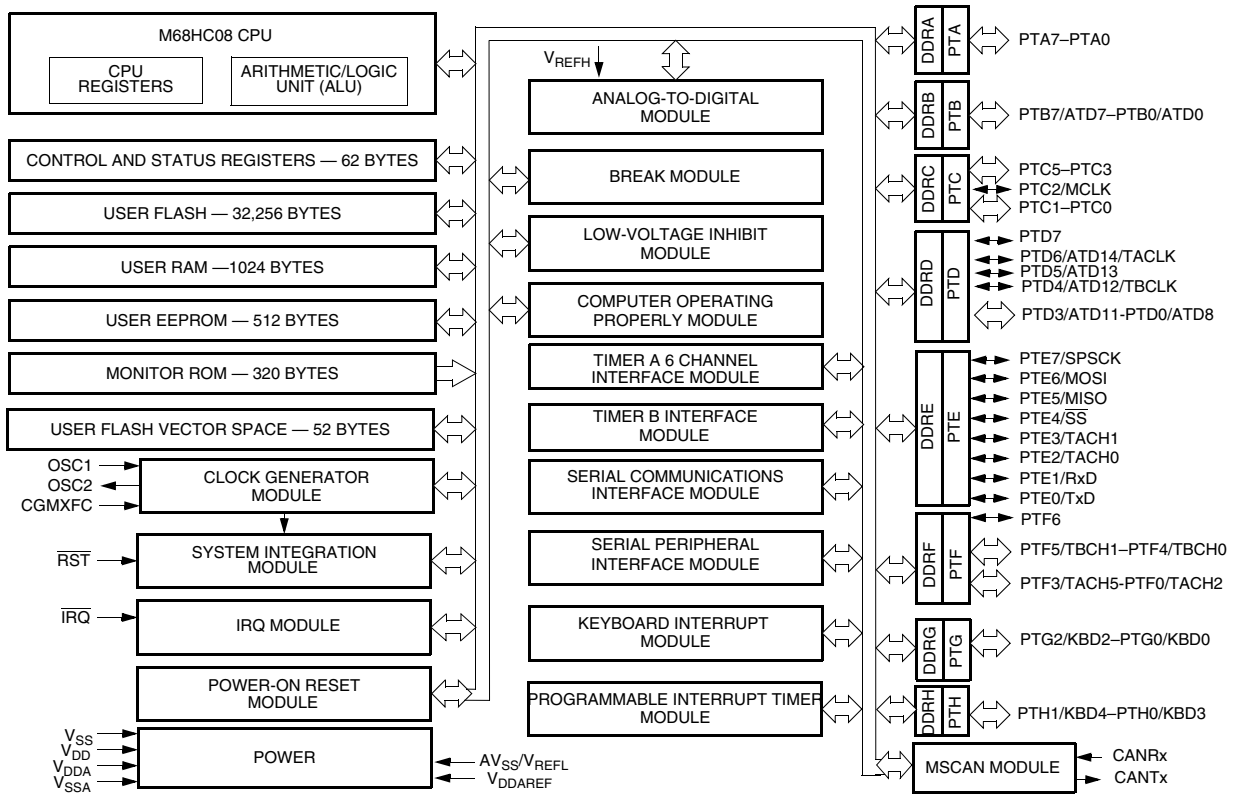 M68HC08 CPU
CPU
REGISTERS
ARITHMETIC/LOGIC
UNIT (ALU)
CONTROL AND STATUS REGISTERS — 62 BYTES
USER FLASH — 32,256 BYTES
USER RAM —1024 BYTES
USER EEPROM — 512 BYTES
MONITOR ROM — 320 BYTES
USER FLASH VECTOR SPACE — 52 BYTES
OSC1
OSC2
CGMXFC
CLOCK GENERATOR
MODULE
RST
SYSTEM INTEGRATION
MODULE
IRQ
IRQ MODULE
POWER-ON RESET
MODULE
VSS
VDD
VDDA
VSSA
POWER
AVSS/VREFL
VDDAREF
VREFH
ANALOG-TO-DIGITAL
MODULE
BREAK MODULE
LOW-VOLTAGE INHIBIT
MODULE
COMPUTER OPERATING
PROPERLY MODULE
TIMER A 6 CHANNEL
INTERFACE MODULE
TIMER B INTERFACE
MODULE
SERIAL COMMUNICATIONS
INTERFACE MODULE
SERIAL PERIPHERAL
INTERFACE MODULE
KEYBOARD INTERRUPT
MODULE
PROGRAMMABLE INTERRUPT TIMER
MODULE
DDRA
PTA
PTA7–PTA0
DDRB
PTB
PTB7/ATD7–PTB0/ATD0
DDRC
PTC
PTC5–PTC3
PTC2/MCLK
PTC1–PTC0
DDRD
PTD
PTD7
PTD6/ATD14/TACLK
PTD5/ATD13
PTD4/ATD12/TBCLK
PTD3/ATD11-PTD0/ATD8
DDRE
PTE
PTE7/SPSCK
PTE6/MOSI
PTE5/MISO
PTE4/SS
PTE3/TACH1
PTE2/TACH0
PTE1/RxD
PTE0/TxD
DDRF
PTF
PTF6
PTF5/TBCH1–PTF4/TBCH0
PTF3/TACH5-PTF0/TACH2
DDRG
PTG
PTG2/KBD2–PTG0/KBD0
DDRH
PTH
PTH1/KBD4–PTH0/KBD3
MSCAN MODULE
CANRx
CANTx